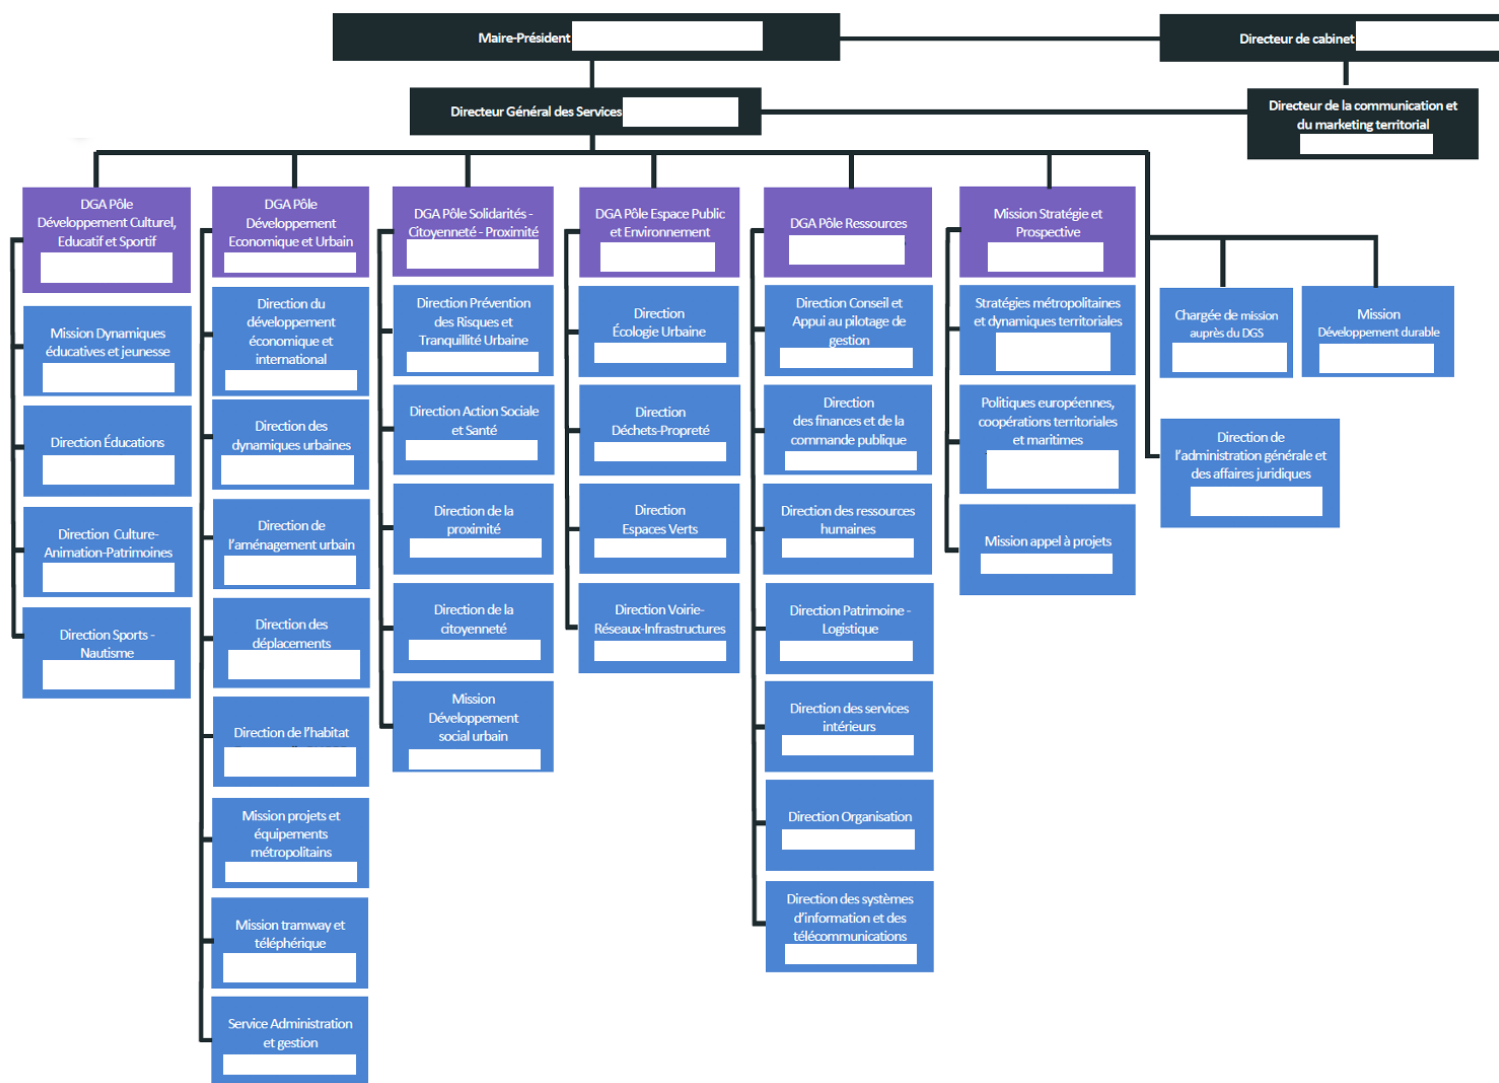 Maire-Président
Directeur de cabinet
Directeur Général des Services
Directeur de la communication et
du marketing territorial
DGA Pôle
Développement Culturel,
Educatif et Sportif
Mission Dynamiques
éducatives et jeunesse
Direction Éducations
Direction Culture-
Animation-Patrimoines
Direction Sports -
Nautisme
DGA Pôle
Développement
Economique et Urbain
Direction du
développement
économique et
international
Direction des
dynamiques urbaines
Direction de
l'aménagement urbain
Direction des
déplacements
Direction de l'habitat
Mission projets et
équipements
métropolitains
Mission tramway et
téléphérique
Service Administration
et gestion
DGA Pôle Solidarités -
Citoyenneté - Proximité
Direction Prévention
des Risques et
Tranquillité Urbaine
Direction Action Sociale
et Santé
Direction de la
proximité
Direction de la
citoyenneté
Mission
Développement
social urbain
DGA Pôle Espace Public
et Environnement
Direction
Écologie Urbaine
Direction
Déchets-Propreté
Direction
Espaces Verts
Direction Voirie-
Réseaux-Infrastructures
DGA Pôle Ressources
Direction Conseil et
Appui au pilotage de
gestion
Direction
des finances et de la
commande publique
Direction des ressources
humaines
Direction Patrimoine -
Logistique
Direction des services
intérieurs
Direction Organisation
Direction des systèmes
d'information et des
télécommunications
Mission Stratégie et
Prospective
Stratégies métropolitaines
et dynamiques territoriales
Politiques européennes,
coopérations territoriales
et maritimes
Mission appel à projets
Chargée de mission
auprès du DGS
Mission
Développement durable
Direction de
l'administration générale et
des affaires juridiques